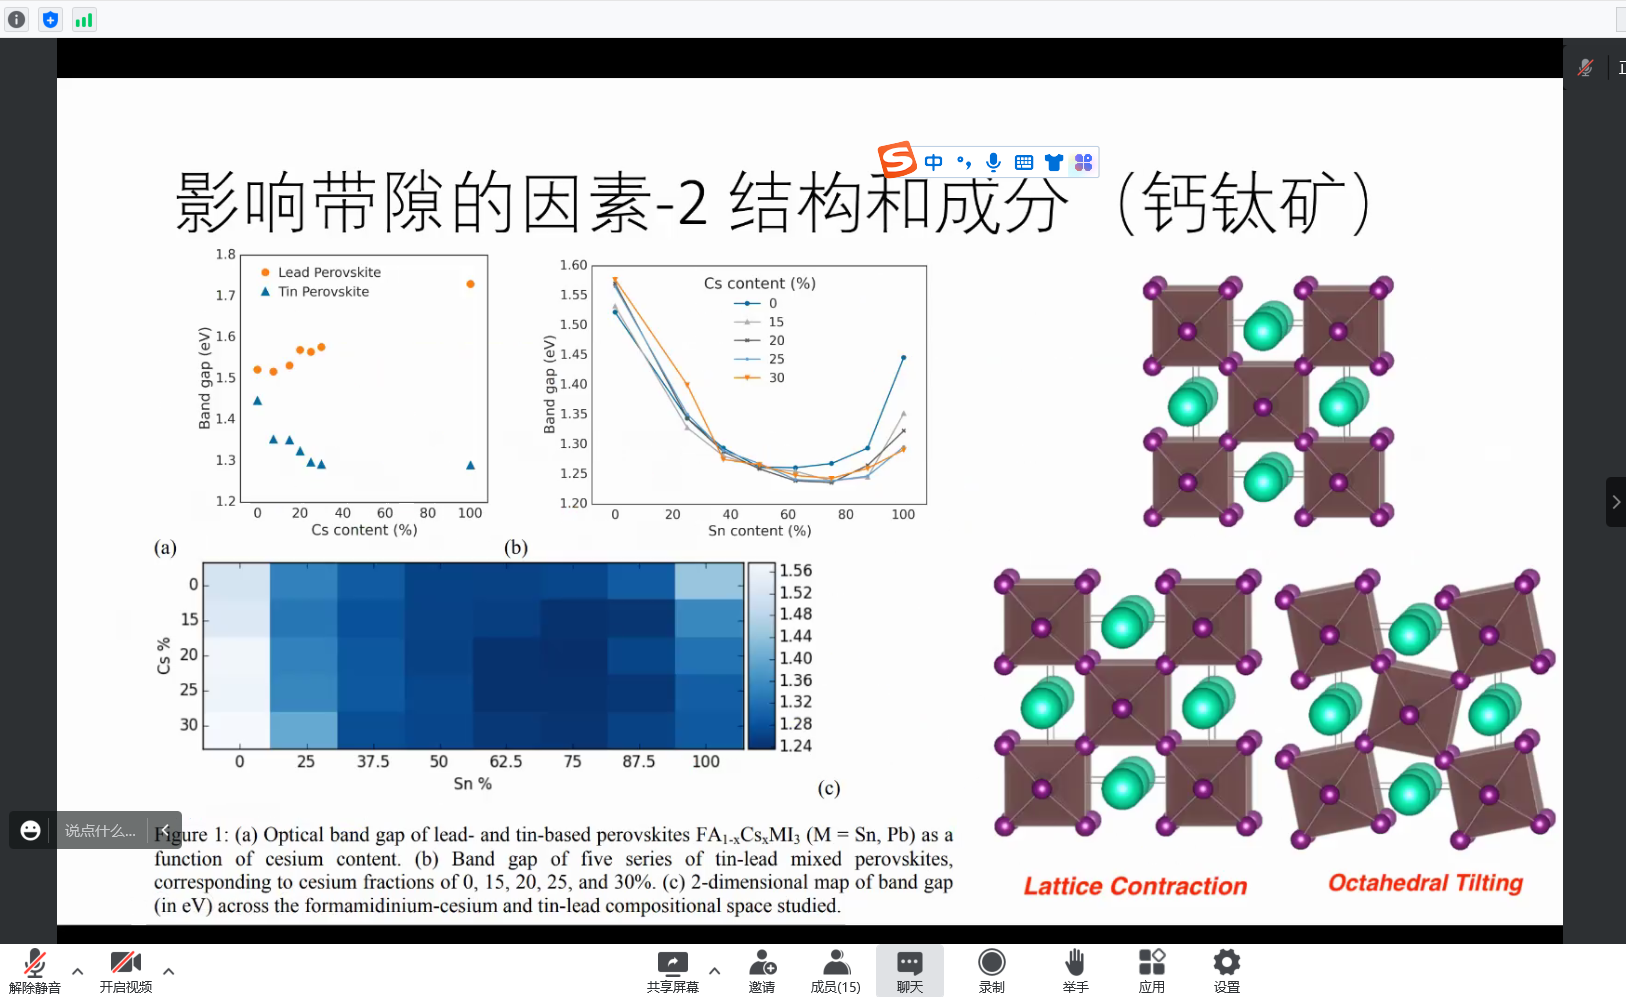 中
影响带隙的因素-2 结构和成分（钙钛矿）
1.8
1.7
1.6
1.5
1.4
1.3
1.2
Band gap (eV)
Lead Perovskite
Tin Perovskite
0 20 40 60 80 100
Cs content (%)
(a)
1.60
1.55
1.50
1.45
1.40
1.35
1.30
1.25
1.20
Band gap (eV)
Cs content (%)
0
15
20
25
30
0 20 40 60 80 100
Sn content (%)
(b)
Cs %
0
15
20
25
30
0 25 37.5 50 62.5 75 87.5 100
Sn %
1.56
1.52
1.48
1.44
1.40
1.36
1.32
1.28
1.24
(c)
Figure 1: (a) Optical band gap of lead- and tin-based perovskites FA₁₋ₓCsₓMI₃ (M = Sn, Pb) as a
function of cesium content. (b) Band gap of five series of tin-lead mixed perovskites,
corresponding to cesium fractions of 0, 15, 20, 25, and 30%. (c) 2-dimensional map of band gap
(in eV) across the formamidinium-cesium and tin-lead compositional space studied.
Lattice Contraction
Octahedral Tilting
说点什么...
解除静音
开启视频
共享屏幕
邀请
成员(15)
聊天
录制
举手
应用
设置